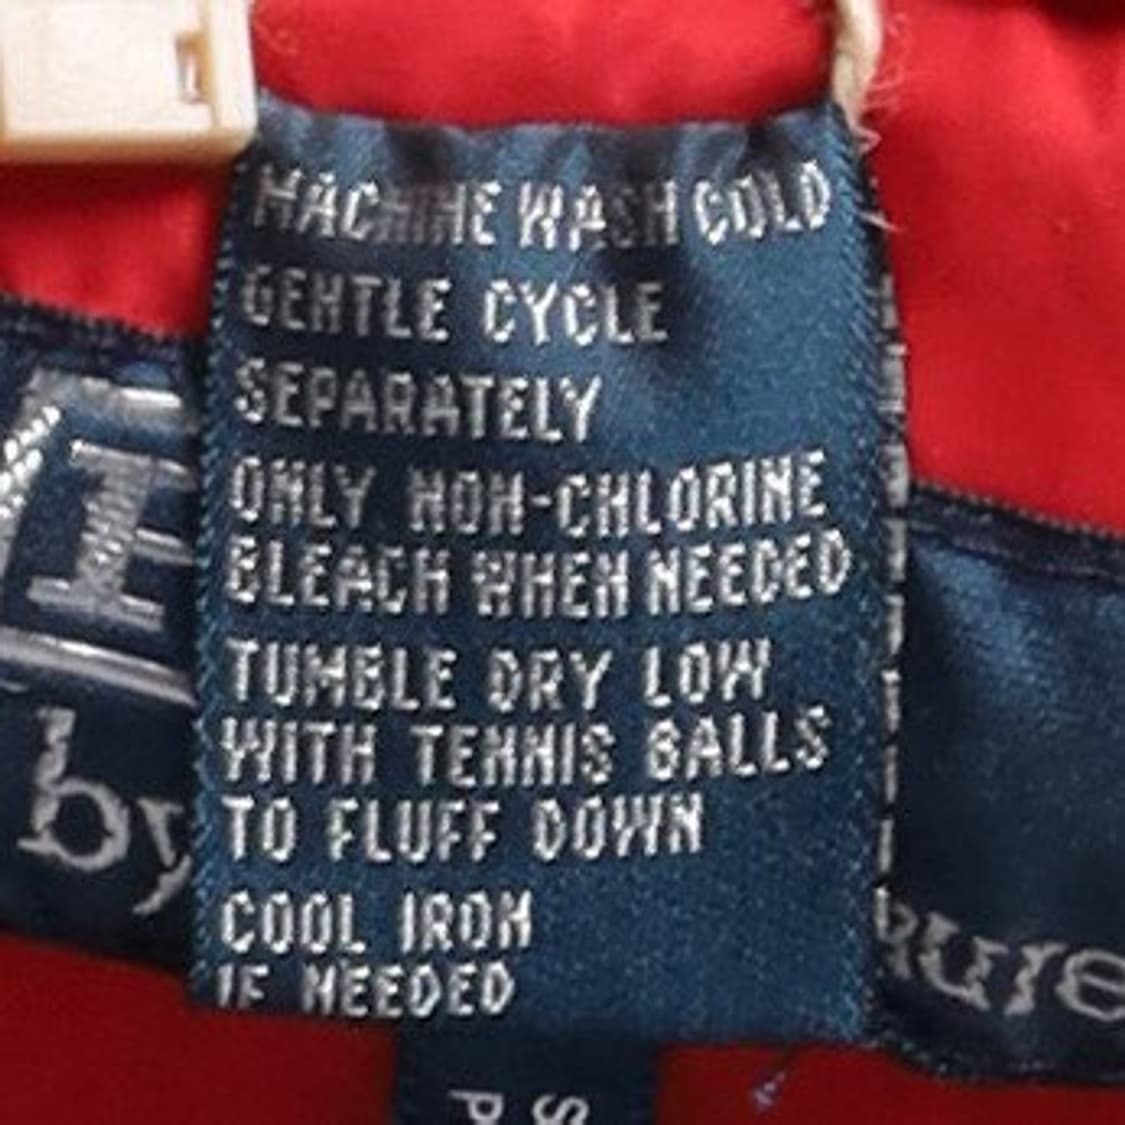 MACHINE WASH COLD
GENTLE CYCLE
SEPARATELY
ONLY NON-CHLORINE
BLEACH WHEN NEEDED
TUMBLE DRY LOW
WITH TENNIS BALLS
TO FLUFF DOWN
COOL IRON
IF NEEDED
by